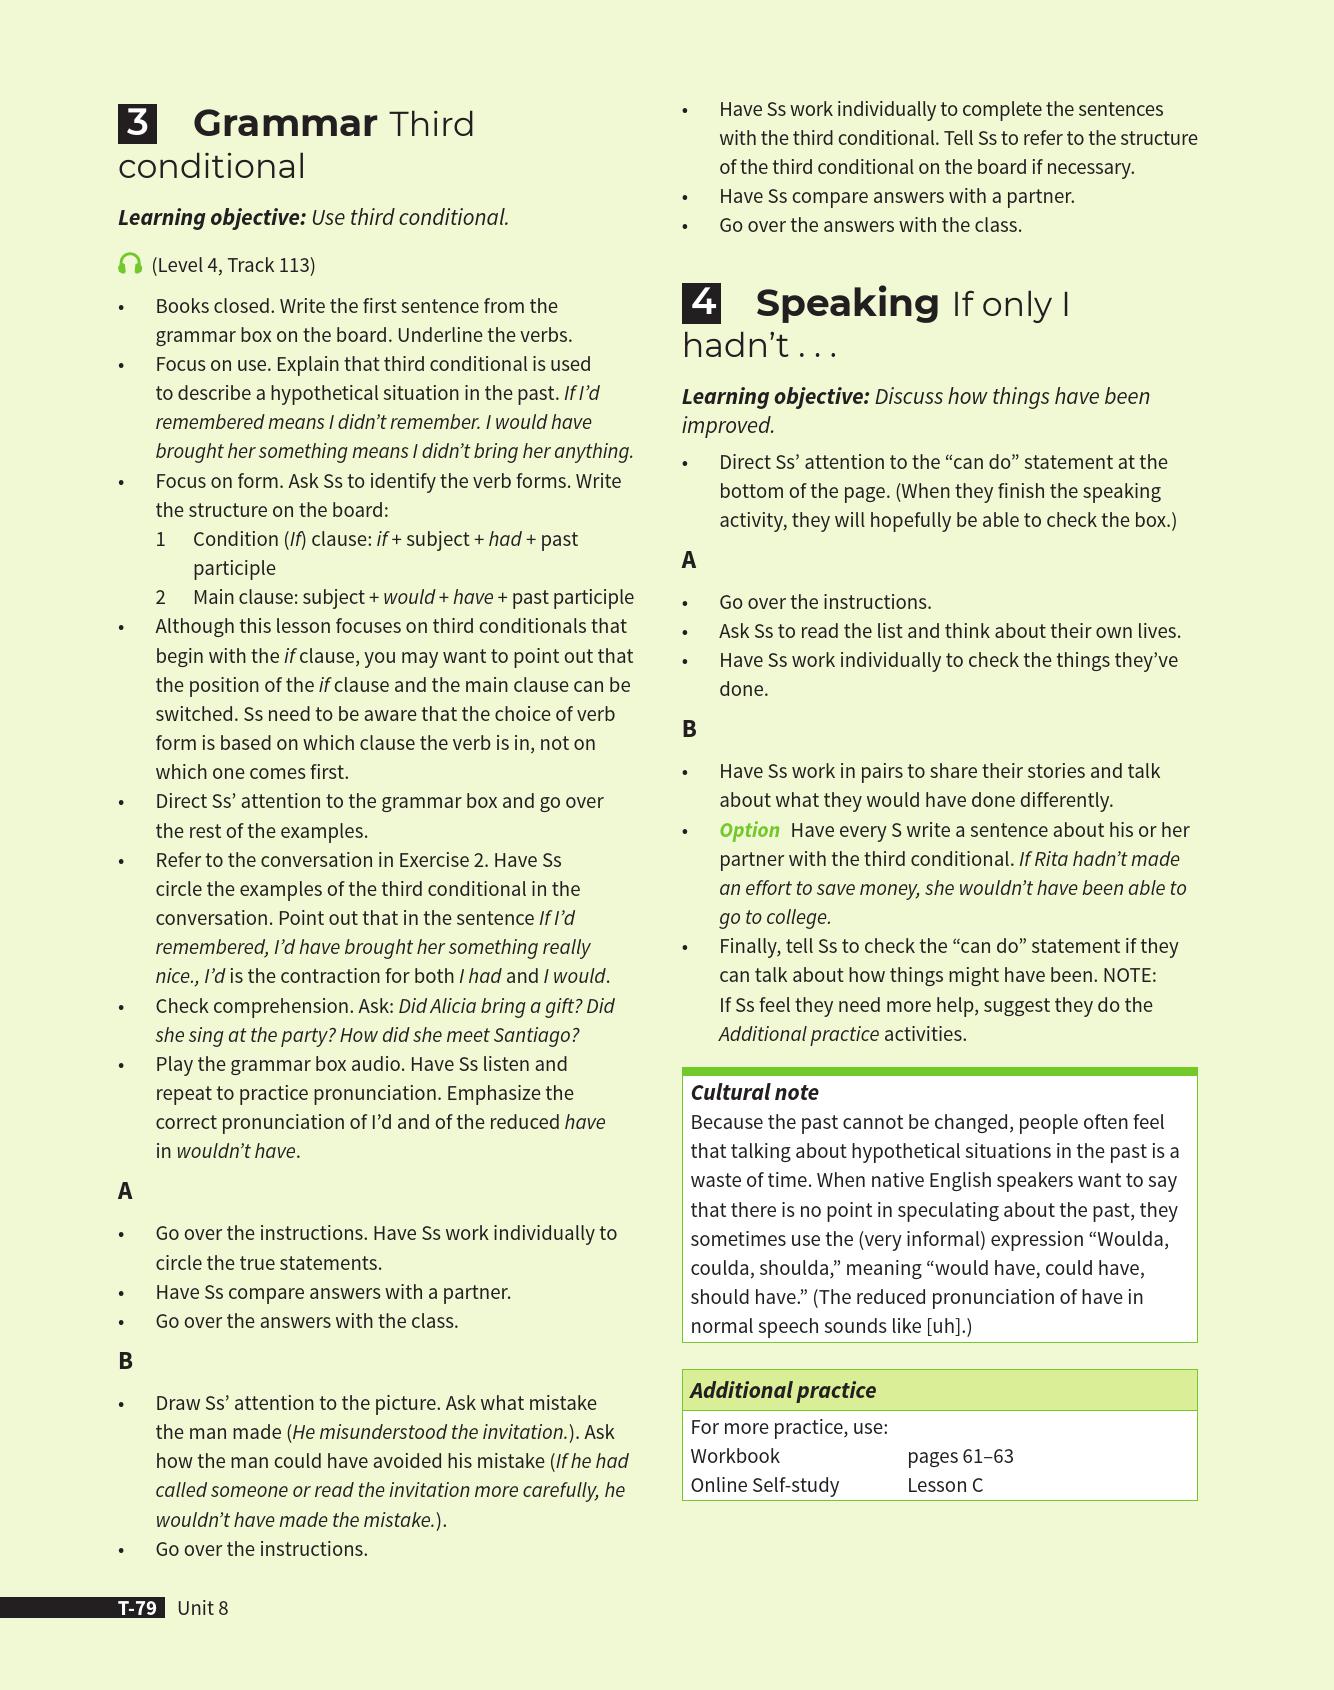 3 Grammar Third
conditional
Learning objective: Use third conditional.
(Level 4, Track 113)
• Books closed. Write the first sentence from the
grammar box on the board. Underline the verbs.
• Focus on use. Explain that third conditional is used
to describe a hypothetical situation in the past. If I’d
remembered means I didn’t remember. I would have
brought her something means I didn’t bring her anything.
• Focus on form. Ask Ss to identify the verb forms. Write
the structure on the board:
1 Condition (If) clause: if + subject + had + past
participle
2 Main clause: subject + would + have + past participle
• Although this lesson focuses on third conditionals that
begin with the if clause, you may want to point out that
the position of the if clause and the main clause can be
switched. Ss need to be aware that the choice of verb
form is based on which clause the verb is in, not on
which one comes first.
• Direct Ss’ attention to the grammar box and go over
the rest of the examples.
• Refer to the conversation in Exercise 2. Have Ss
circle the examples of the third conditional in the
conversation. Point out that in the sentence If I’d
remembered, I’d have brought her something really
nice., I’d is the contraction for both I had and I would.
• Check comprehension. Ask: Did Alicia bring a gift? Did
she sing at the party? How did she meet Santiago?
• Play the grammar box audio. Have Ss listen and
repeat to practice pronunciation. Emphasize the
correct pronunciation of I’d and of the reduced have
in wouldn’t have.
A
• Go over the instructions. Have Ss work individually to
circle the true statements.
• Have Ss compare answers with a partner.
• Go over the answers with the class.
B
• Draw Ss’ attention to the picture. Ask what mistake
the man made (He misunderstood the invitation.). Ask
how the man could have avoided his mistake (If he had
called someone or read the invitation more carefully, he
wouldn’t have made the mistake.).
• Go over the instructions.
• Have Ss work individually to complete the sentences
with the third conditional. Tell Ss to refer to the structure
of the third conditional on the board if necessary.
• Have Ss compare answers with a partner.
• Go over the answers with the class.
4 Speaking If only I
hadn’t . . .
Learning objective: Discuss how things have been
improved.
• Direct Ss’ attention to the “can do” statement at the
bottom of the page. (When they finish the speaking
activity, they will hopefully be able to check the box.)
A
• Go over the instructions.
• Ask Ss to read the list and think about their own lives.
• Have Ss work individually to check the things they’ve
done.
B
• Have Ss work in pairs to share their stories and talk
about what they would have done differently.
• Option Have every S write a sentence about his or her
partner with the third conditional. If Rita hadn’t made
an effort to save money, she wouldn’t have been able to
go to college.
• Finally, tell Ss to check the “can do” statement if they
can talk about how things might have been. NOTE:
If Ss feel they need more help, suggest they do the
Additional practice activities.
Cultural note
Because the past cannot be changed, people often feel
that talking about hypothetical situations in the past is a
waste of time. When native English speakers want to say
that there is no point in speculating about the past, they
sometimes use the (very informal) expression “Woulda,
coulda, shoulda,” meaning “would have, could have,
should have.” (The reduced pronunciation of have in
normal speech sounds like [uh].)
Additional practice
For more practice, use:
Workbook pages 61–63
Online Self-study Lesson C
T-79 Unit 8